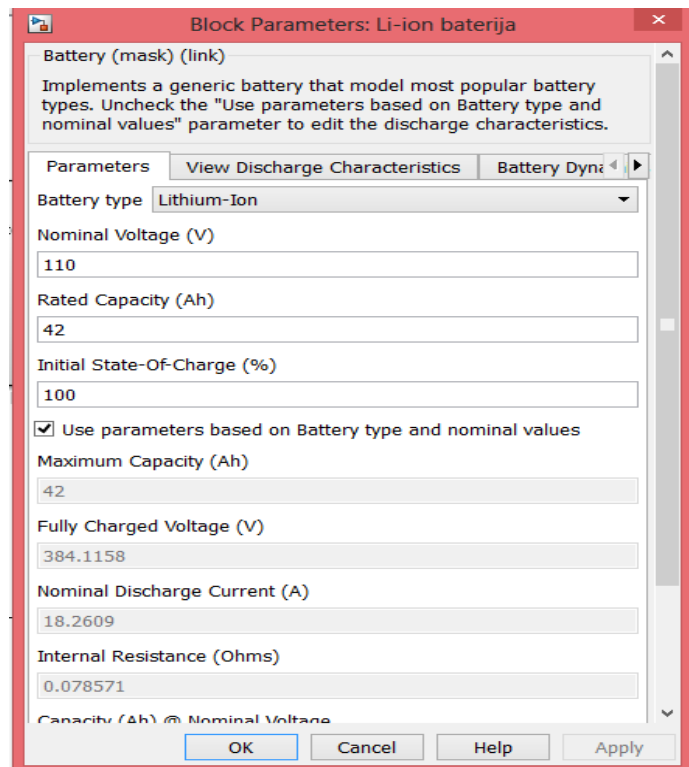 Block Parameters: Li-ion baterija
Battery (mask) (link)
Implements a generic battery that model most popular battery
types. Uncheck the "Use parameters based on Battery type and
nominal values" parameter to edit the discharge characteristics.
Parameters View Discharge Characteristics Battery
Battery type Lithium-Ion
Nominal Voltage (V)
110
Rated Capacity (Ah)
42
Initial State-Of-Charge (%)
100
Use parameters based on Battery type and nominal values
Maximum Capacity (Ah)
42
Fully Charged Voltage (V)
384.1158
Nominal Discharge Current (A)
18.2609
Internal Resistance (Ohms)
0.078571
Capacity (Ah) @ Nominal Voltage
OK Cancel Help Apply